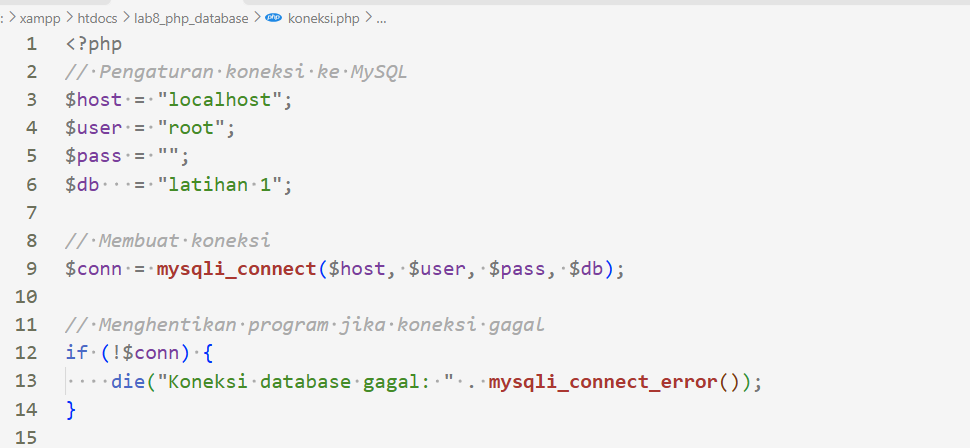 : > xampp > htdocs > lab8_php_database > php koneksi.php > ...
1 <?php
2 // Pengaturan koneksi ke MySQL
3 $host = "localhost";
4 $user = "root";
5 $pass = "";
6 $db   = "latihan 1";
7
8 // Membuat koneksi
9 $conn = mysqli_connect($host, $user, $pass, $db);
10
11 // Menghentikan program jika koneksi gagal
12 if (!$conn) {
13     die("Koneksi database gagal: " . mysqli_connect_error());
14 }
15